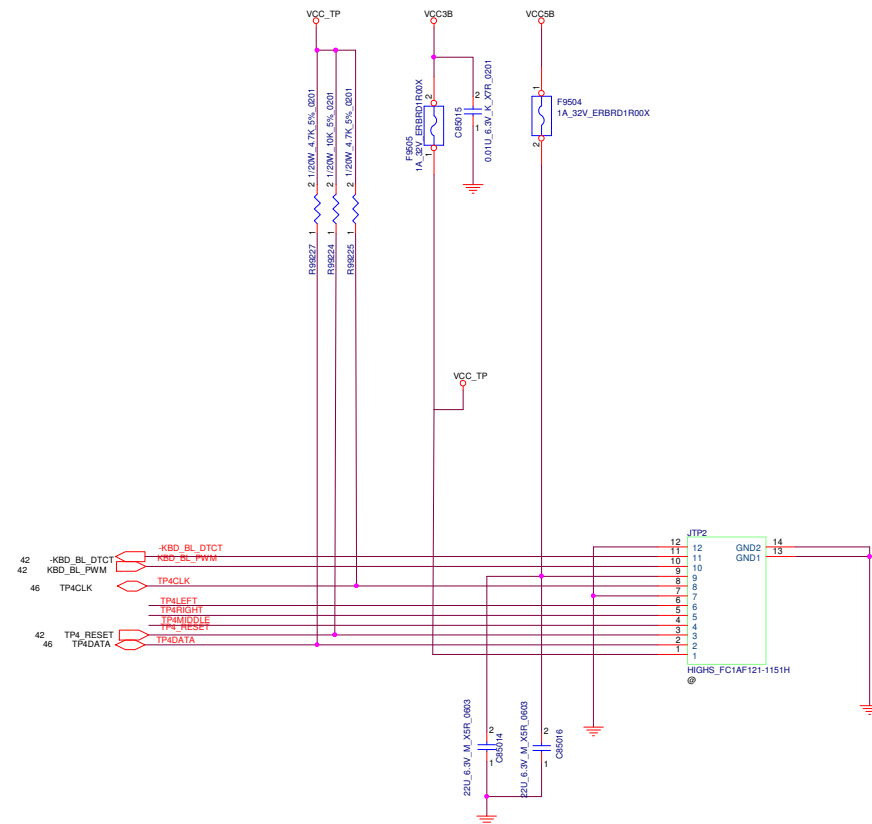 VCC_TP
VCC3B
VCC5B
1/20W_4.7K_5%_0201
1/20W_10K_5%_0201
1/20W_4.7K_5%_0201
2
2
2
1
1
1
R99227
R99224
R99225
2
1
F9505
1A_32V_ERBRD1R00X
2
1
C85015
0.01U_6.3V_K_X7R_0201
1
2
F9504
1A_32V_ERBRD1R00X
VCC_TP
42 -KBD_BL_DTCT
42 KBD_BL_PWM
46 TP4CLK
42 TP4_RESET
46 TP4DATA
-KBD_BL_DTCT
KBD_BL_PWM
TP4CLK
TP4LEFT
TP4RIGHT
TP4MIDDLE
TP4_RESET
TP4DATA
JTP2
12 12 GND2 14
11 11 GND1 13
10 10
9 9
8 8
7 7
6 6
5 5
4 4
3 3
2 2
1 1
HIGHS_FC1AF121-1151H
@
22U_6.3V_M_X5R_0603
2
1
C85014
22U_6.3V_M_X5R_0603
2
1
C85016